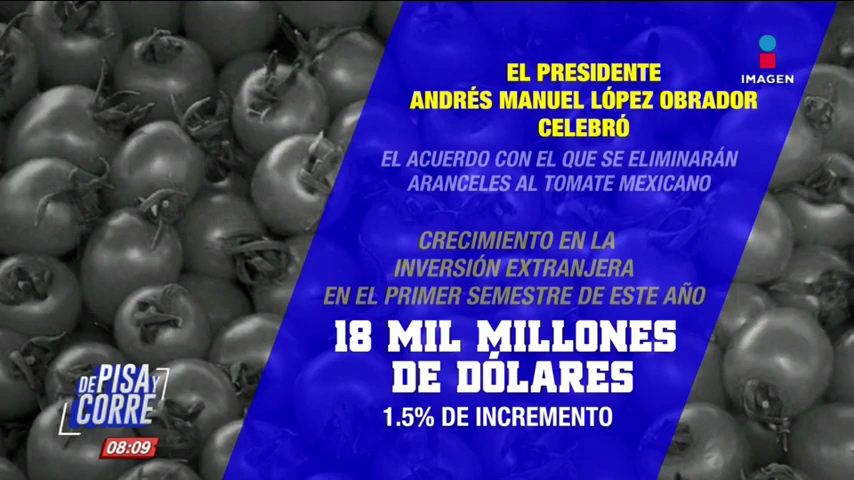 IMAGEN
EL PRESIDENTE
ANDRÉS MANUEL LÓPEZ OBRADOR
CELEBRÓ
EL ACUERDO CON EL QUE SE ELIMINARÁN
ARANCELES AL TOMATE MEXICANO
CRECIMIENTO EN LA
INVERSIÓN EXTRANJERA
EN EL PRIMER SEMESTRE DE ESTE AÑO
18 MIL MILLONES
DE DÓLARES
1.5% DE INCREMENTO
DE PISA Y
CORRE
08:09